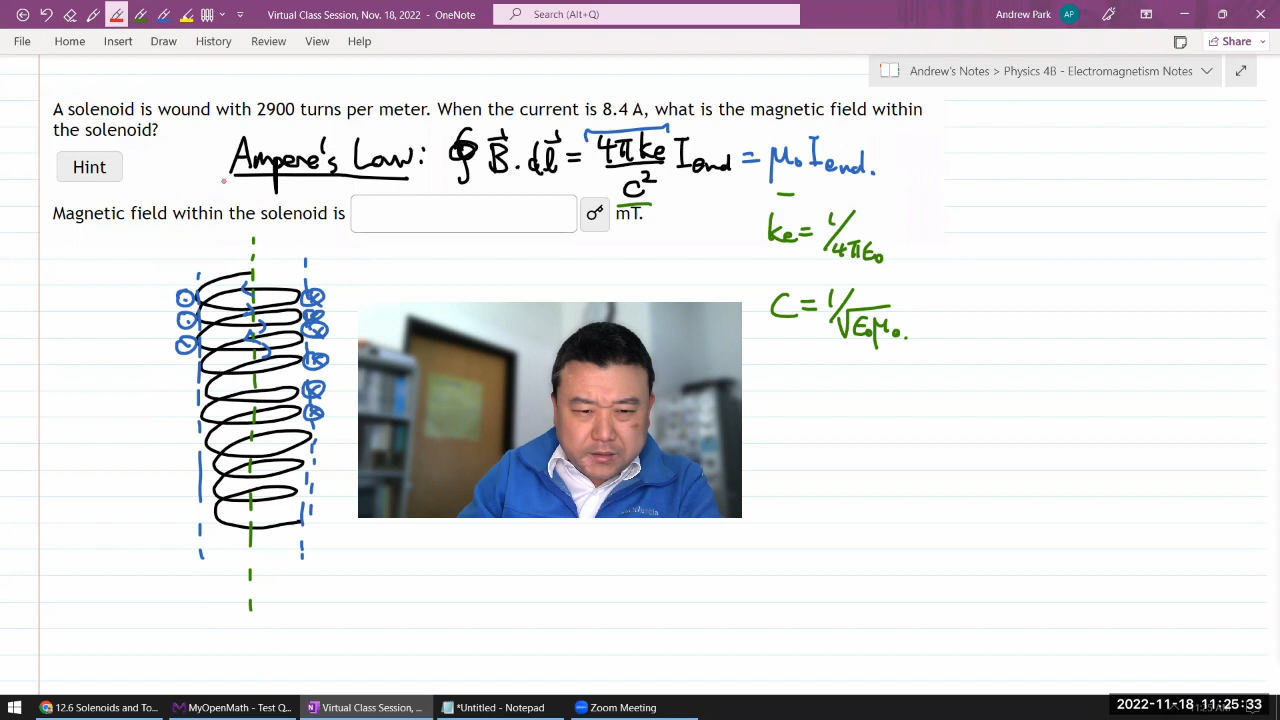 Virtual Class Session, Nov. 18, 2022 - OneNote
Search (Alt+Q)
Andrew Park
AP
File Home Insert Draw History Review View Help
Share
Andrew's Notes > Physics 4B - Electromagnetism Notes
A solenoid is wound with 2900 turns per meter. When the current is 8.4 A, what is the magnetic field within
the solenoid?
Hint
Ampere's Law: ∮ B⃗ · dl⃗ = 4πke/c² Iend = μ₀ Iend.
Magnetic field within the solenoid is mT.
ke = 1/4πε₀
C = 1/√ε₀μ₀.
12.6 Solenoids and To...
MyOpenMath - Test Q...
Virtual Class Session, ...
*Untitled - Notepad
Zoom Meeting
2022-11-18 11:25:33